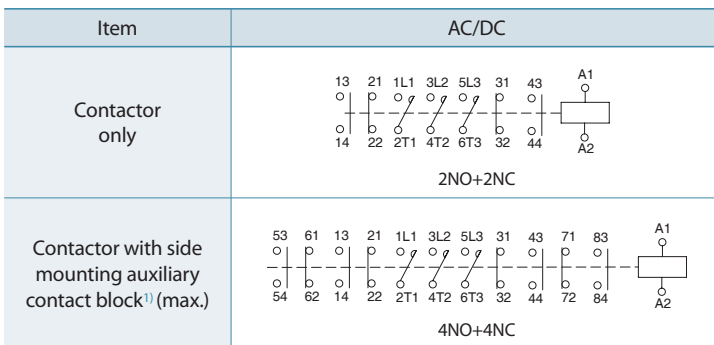 Item AC/DC
Contactor
only
13 21 1L1 3L2 5L3 31 43 A1
14 22 2T1 4T2 6T3 32 44 A2
2NO+2NC
Contactor with side
mounting auxiliary
contact block¹⁾ (max.)
53 61 13 21 1L1 3L2 5L3 31 43 71 83 A1
54 62 14 22 2T1 4T2 6T3 32 44 72 84 A2
4NO+4NC